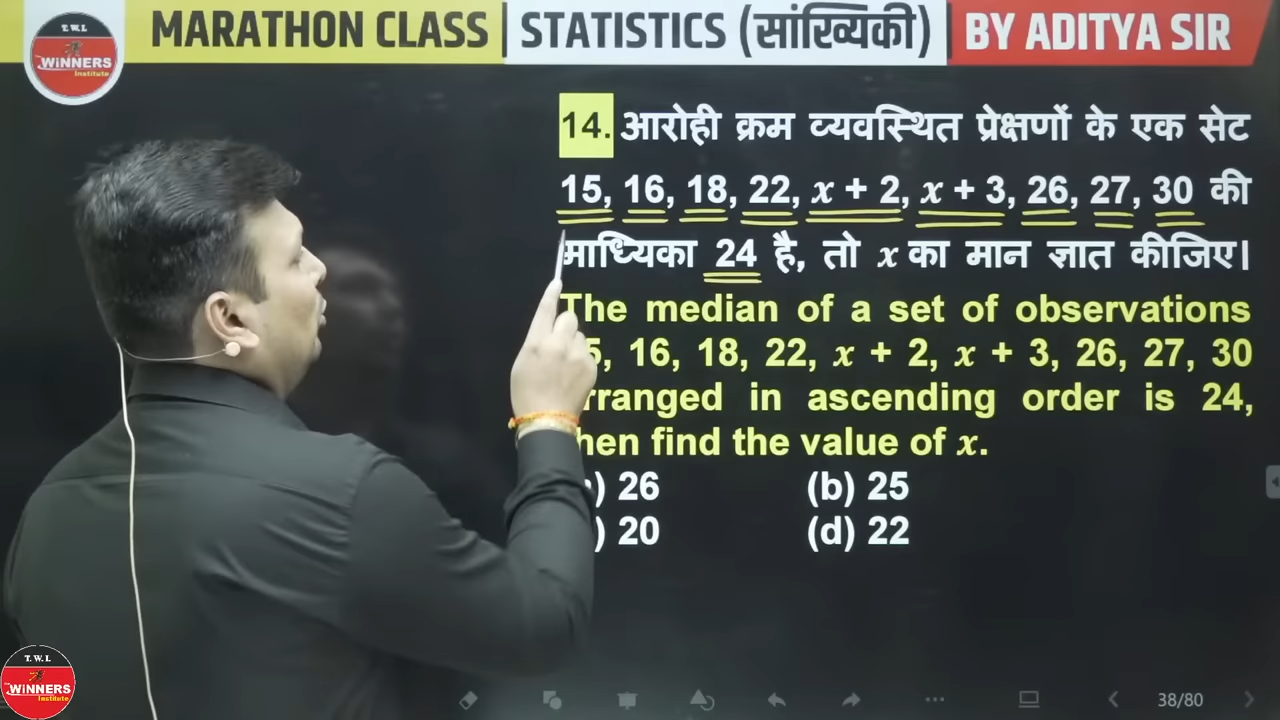 MARATHON CLASS STATISTICS (सांख्यिकी) BY ADITYA SIR
T.W.I.
WiNNERS
Institute
14. आरोही क्रम व्यवस्थित प्रेक्षणों के एक सेट
15, 16, 18, 22, x + 2, x + 3, 26, 27, 30 की
माध्यिका 24 है, तो x का मान ज्ञात कीजिए।
The median of a set of observations
16, 18, 22, x + 2, x + 3, 26, 27, 30
in ascending order is 24,
find the value of x.
26 (b) 25
20 (d) 22
T.W.I.
WiNNERS
Institute
38/80